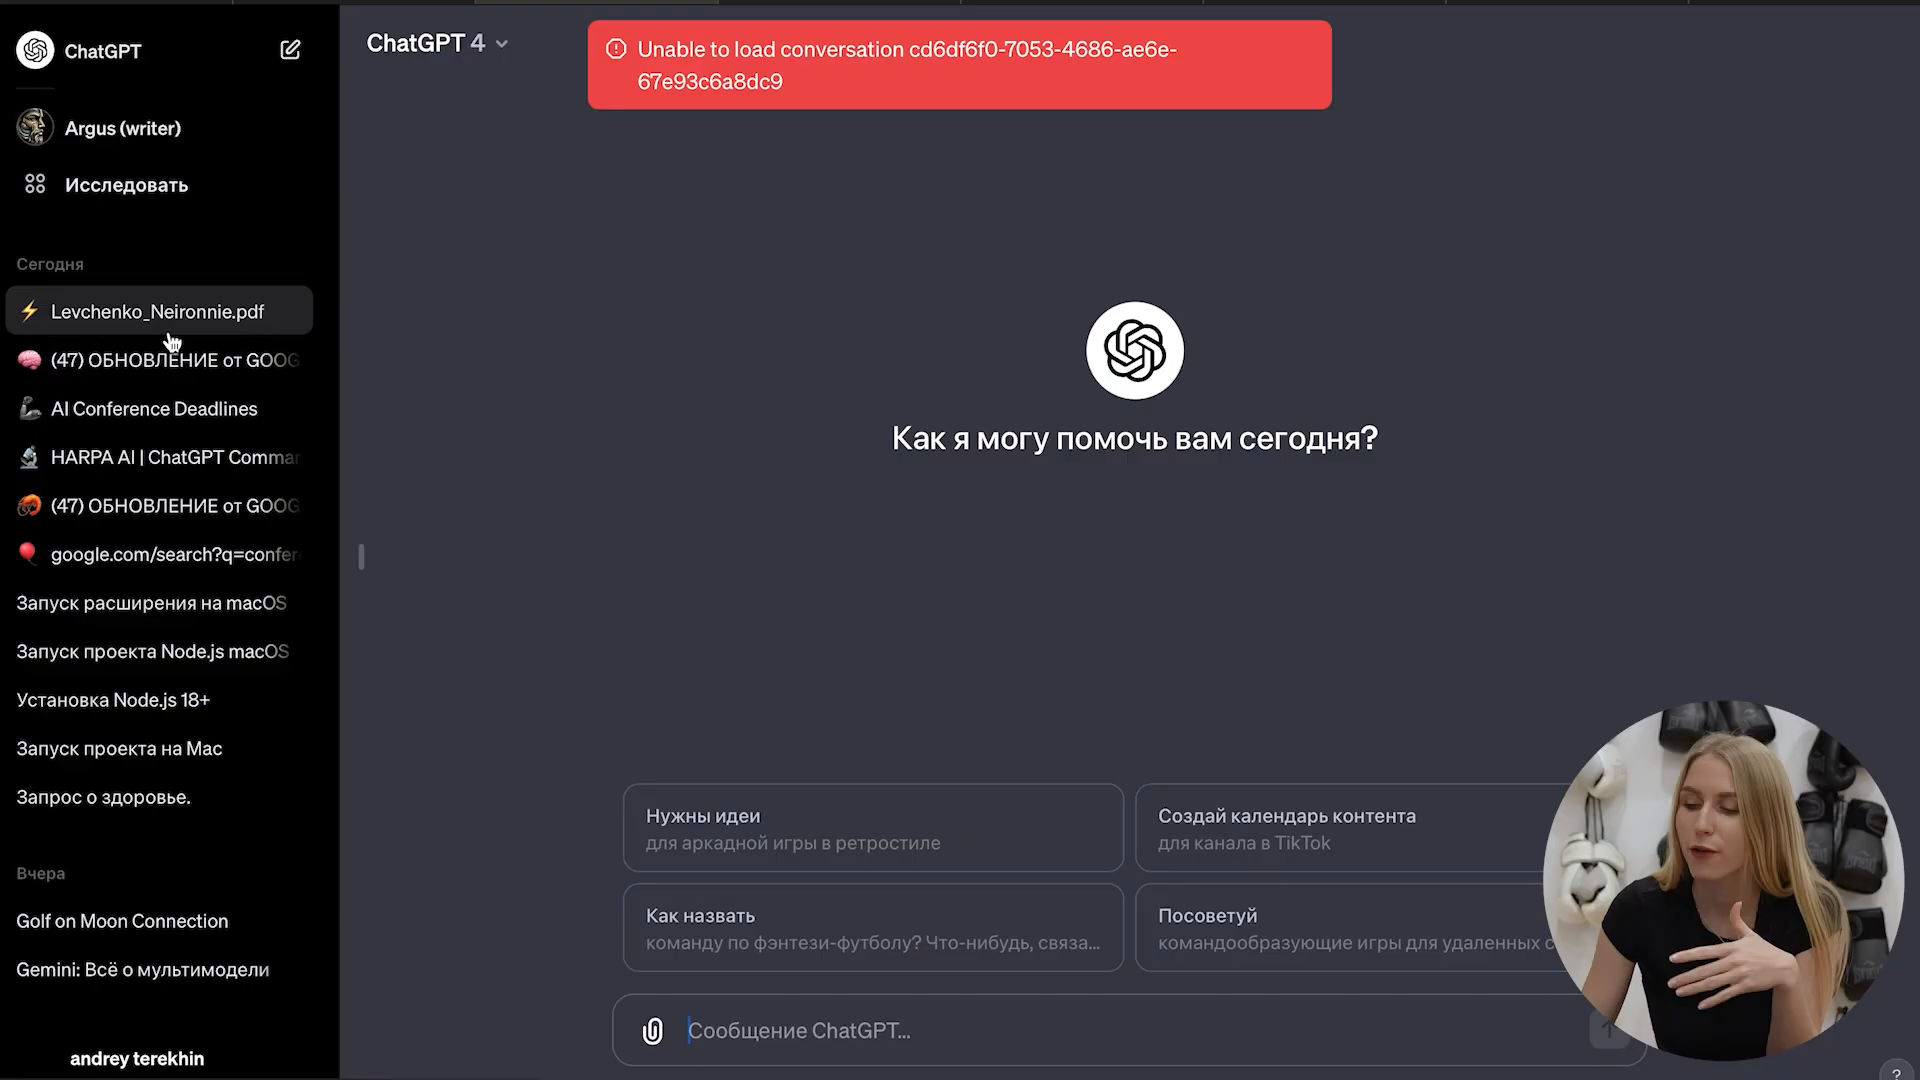 ChatGPT
Argus (writer)
Исследовать
Сегодня
Levchenko_Neironnie.pdf
(47) ОБНОВЛЕНИЕ от GOOG
AI Conference Deadlines
HARPA AI | ChatGPT Comman
(47) ОБНОВЛЕНИЕ от GOOG
google.com/search?q=confer
Запуск расширения на macOS
Запуск проекта Node.js macOS
Установка Node.js 18+
Запуск проекта на Mac
Запрос о здоровье.
Вчера
Golf on Moon Connection
Gemini: Всё о мультимодели
andrey terekhin
ChatGPT 4
Unable to load conversation cd6df6f0-7053-4686-ae6e-
67e93c6a8dc9
Как я могу помочь вам сегодня?
Нужны идеи
для аркадной игры в ретростиле
Создай календарь контента
для канала в TikTok
Как назвать
команду по фэнтези-футболу? Что-нибудь, связа...
Посоветуй
командообразующие игры для удаленных с
Сообщение ChatGPT...
?